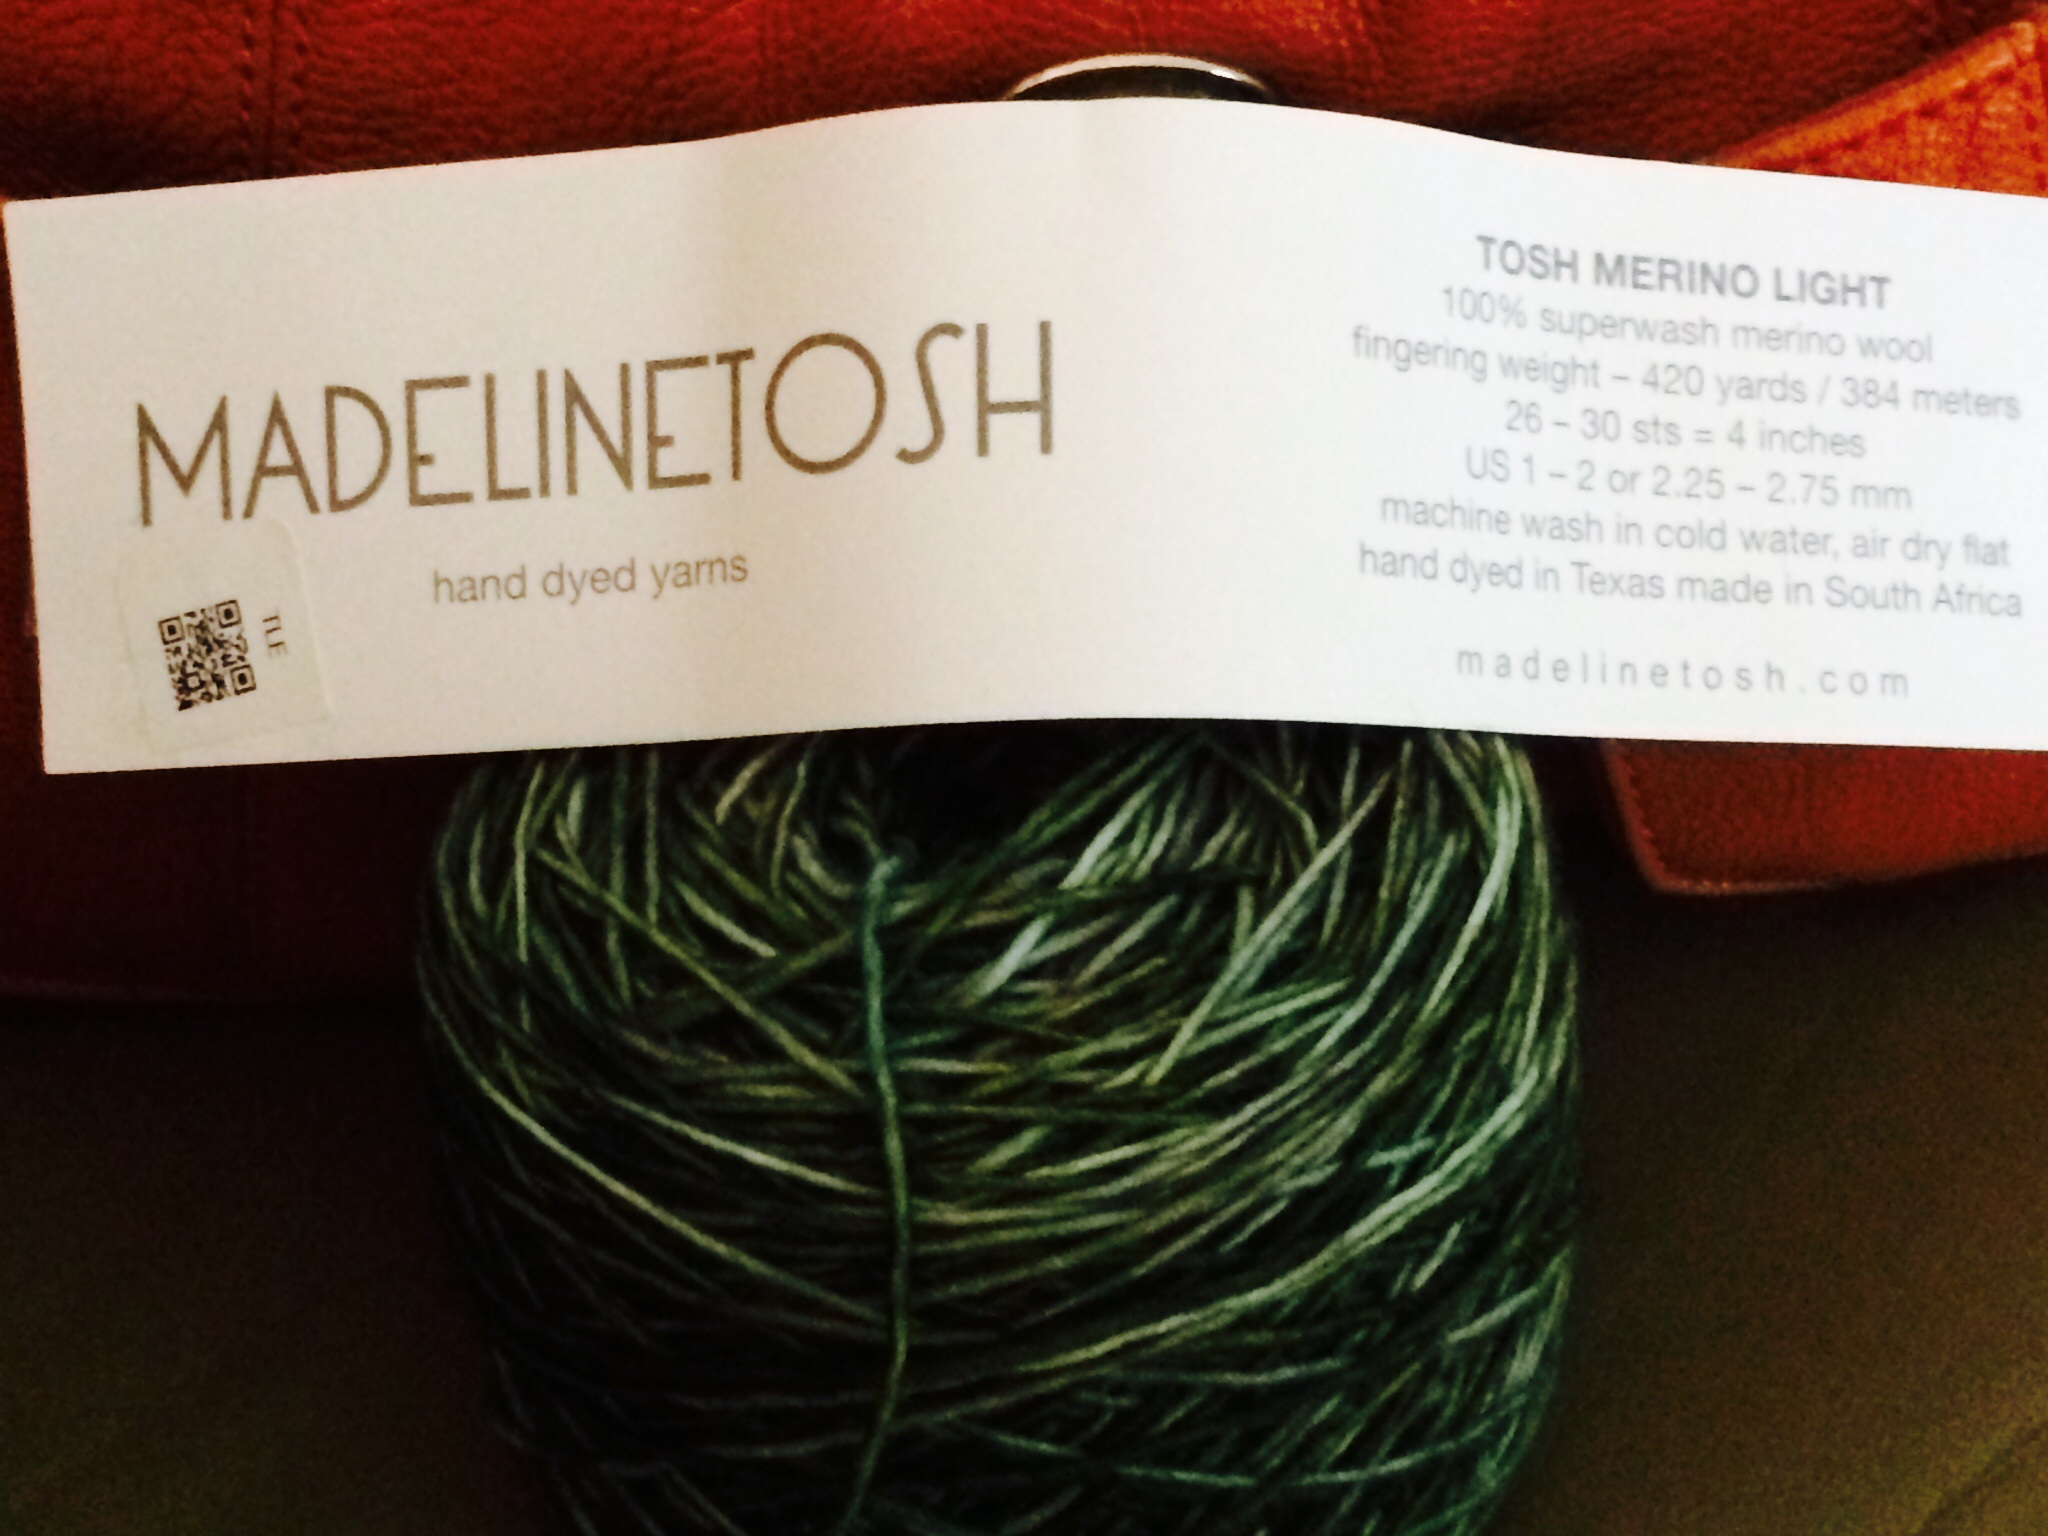 MADELINETOSH
hand dyed yarns
TLE
TOSH MERINO LIGHT
100% superwash merino wool
fingering weight – 420 yards / 384 meters
26 – 30 sts = 4 inches
US 1 – 2 or 2.25 – 2.75 mm
machine wash in cold water, air dry flat
hand dyed in Texas made in South Africa
madelinetosh.com